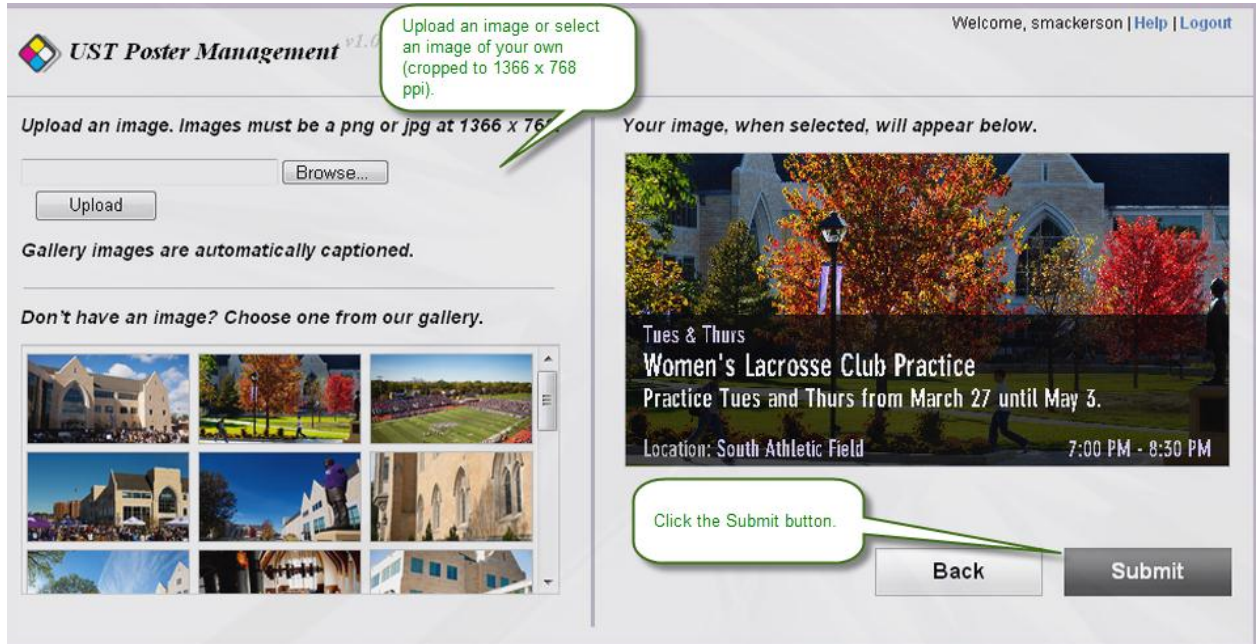 UST Poster Management v1.0
Upload an image or select
an image of your own
(cropped to 1366 x 768
ppi).
Welcome, smackerson | Help | Logout
Upload an image. Images must be a png or jpg at 1366 x 768.
Browse...
Upload
Gallery images are automatically captioned.
Don't have an image? Choose one from our gallery.
Your image, when selected, will appear below.
Tues & Thurs
Women's Lacrosse Club Practice
Practice Tues and Thurs from March 27 until May 3.
Location: South Athletic Field 7:00 PM - 8:30 PM
Click the Submit button.
Back
Submit